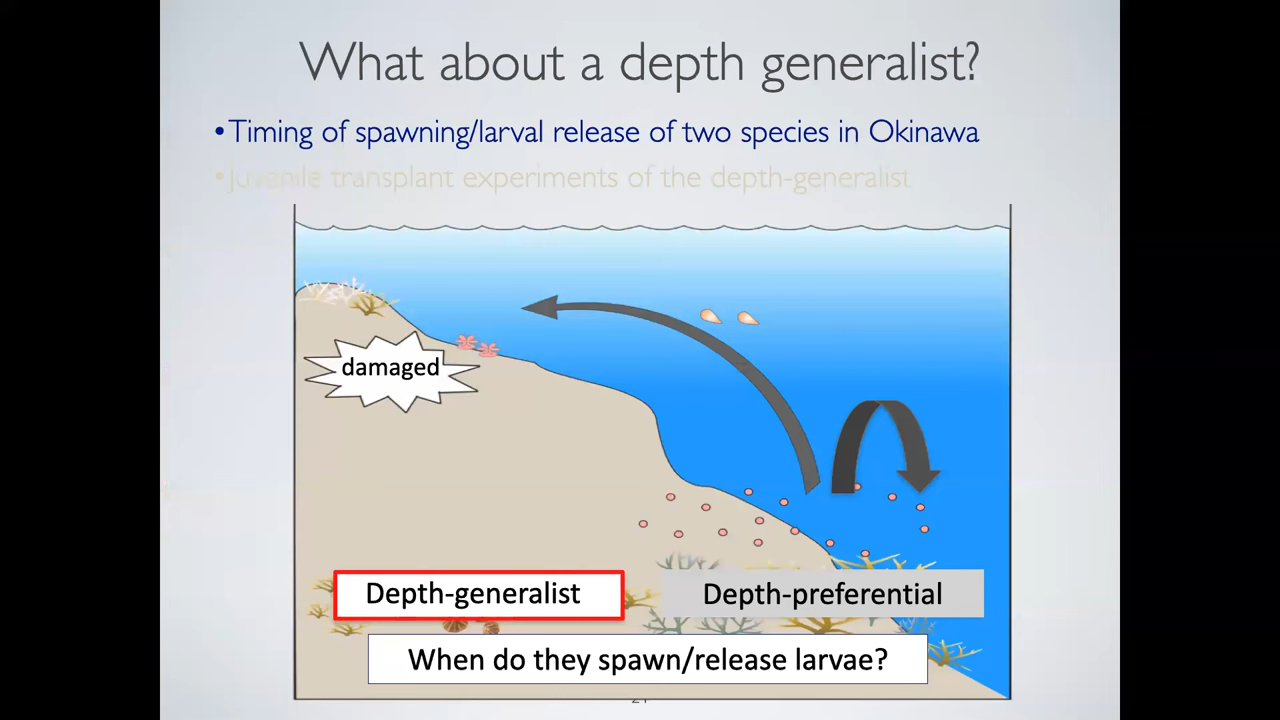 What about a depth generalist?
•Timing of spawning/larval release of two species in Okinawa
•Juvenile transplant experiments of the depth-generalist
damaged
Depth-generalist
Depth-preferential
When do they spawn/release larvae?